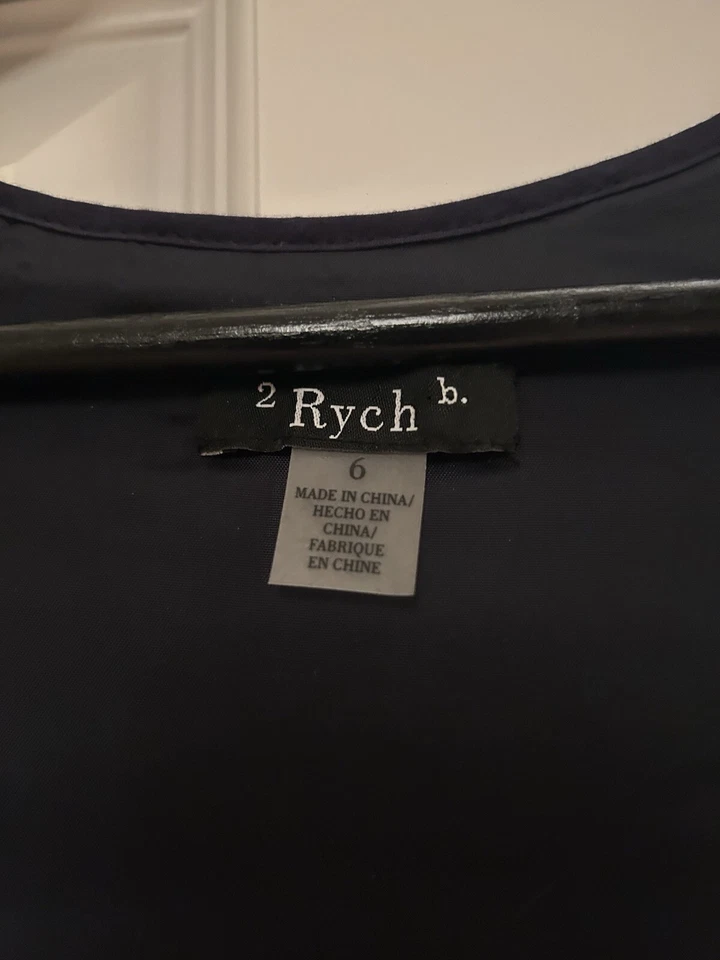 2 Rych b.
6
MADE IN CHINA/
HECHO EN
CHINA/
FABRIQUE
EN CHINE